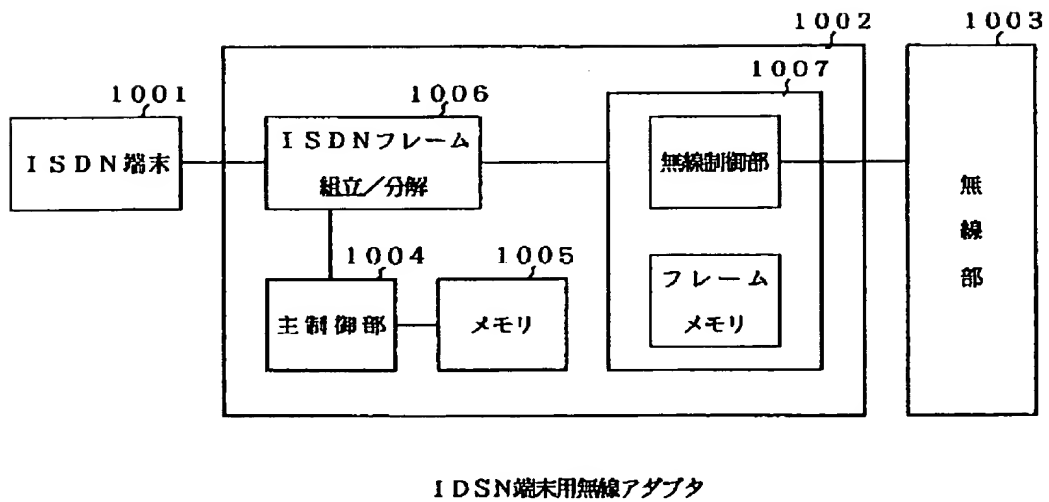 1002
1003
1007
1001
1006
ISDN端末
ISDNフレーム
組立／分解
無線制御部
無
線
部
1004
1005
主制御部
メモリ
フレーム
メモリ
IDSN端末用無線アダプタ